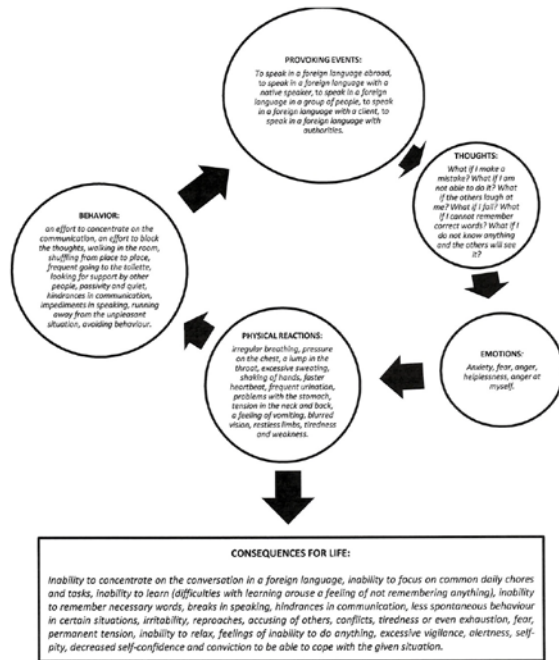 PROVOKING EVENTS:
To speak in a foreign language abroad,
to speak in a foreign language with a
native speaker, to speak in a foreign
language in a group of people, to speak
in a foreign language with a client, to
speak in a foreign language with
authorities.
THOUGHTS:
What if I make a
mistake? What if I am
not able to do it? What
if the others laugh at
me? What if I fail? What
if I cannot remember
correct words? What if I
do not know anything
and the others will see
it?
EMOTIONS:
Anxiety, fear, anger,
helplessness, anger at
myself.
PHYSICAL REACTIONS:
irregular breathing, pressure
on the chest, a lump in the
throat, excessive sweating,
shaking of hands, faster
heartbeat, frequent urination,
problems with the stomach,
tension in the neck and back,
a feeling of vomiting, blurred
vision, restless limbs, tiredness
and weakness.
BEHAVIOR:
an effort to concentrate on the
communication, an effort to block
the thoughts, walking in the room,
shuffling from place to place,
frequent going to the toilette,
looking for support by other
people, passivity and quiet,
hindrances in communication,
impediments in speaking, running
away from the unpleasant
situation, avoiding behaviour.
CONSEQUENCES FOR LIFE:
Inability to concentrate on the conversation in a foreign language, inability to focus on common daily chores
and tasks, inability to learn (difficulties with learning arouse a feeling of not remembering anything), inability
to remember necessary words, breaks in speaking, hindrances in communication, less spontaneous behaviour
in certain situations, irritability, reproaches, accusing of others, conflicts, tiredness or even exhaustion, fear,
permanent tension, inability to relax, feelings of inability to do anything, excessive vigilance, alertness, self-
pity, decreased self-confidence and conviction to be able to cope with the given situation.